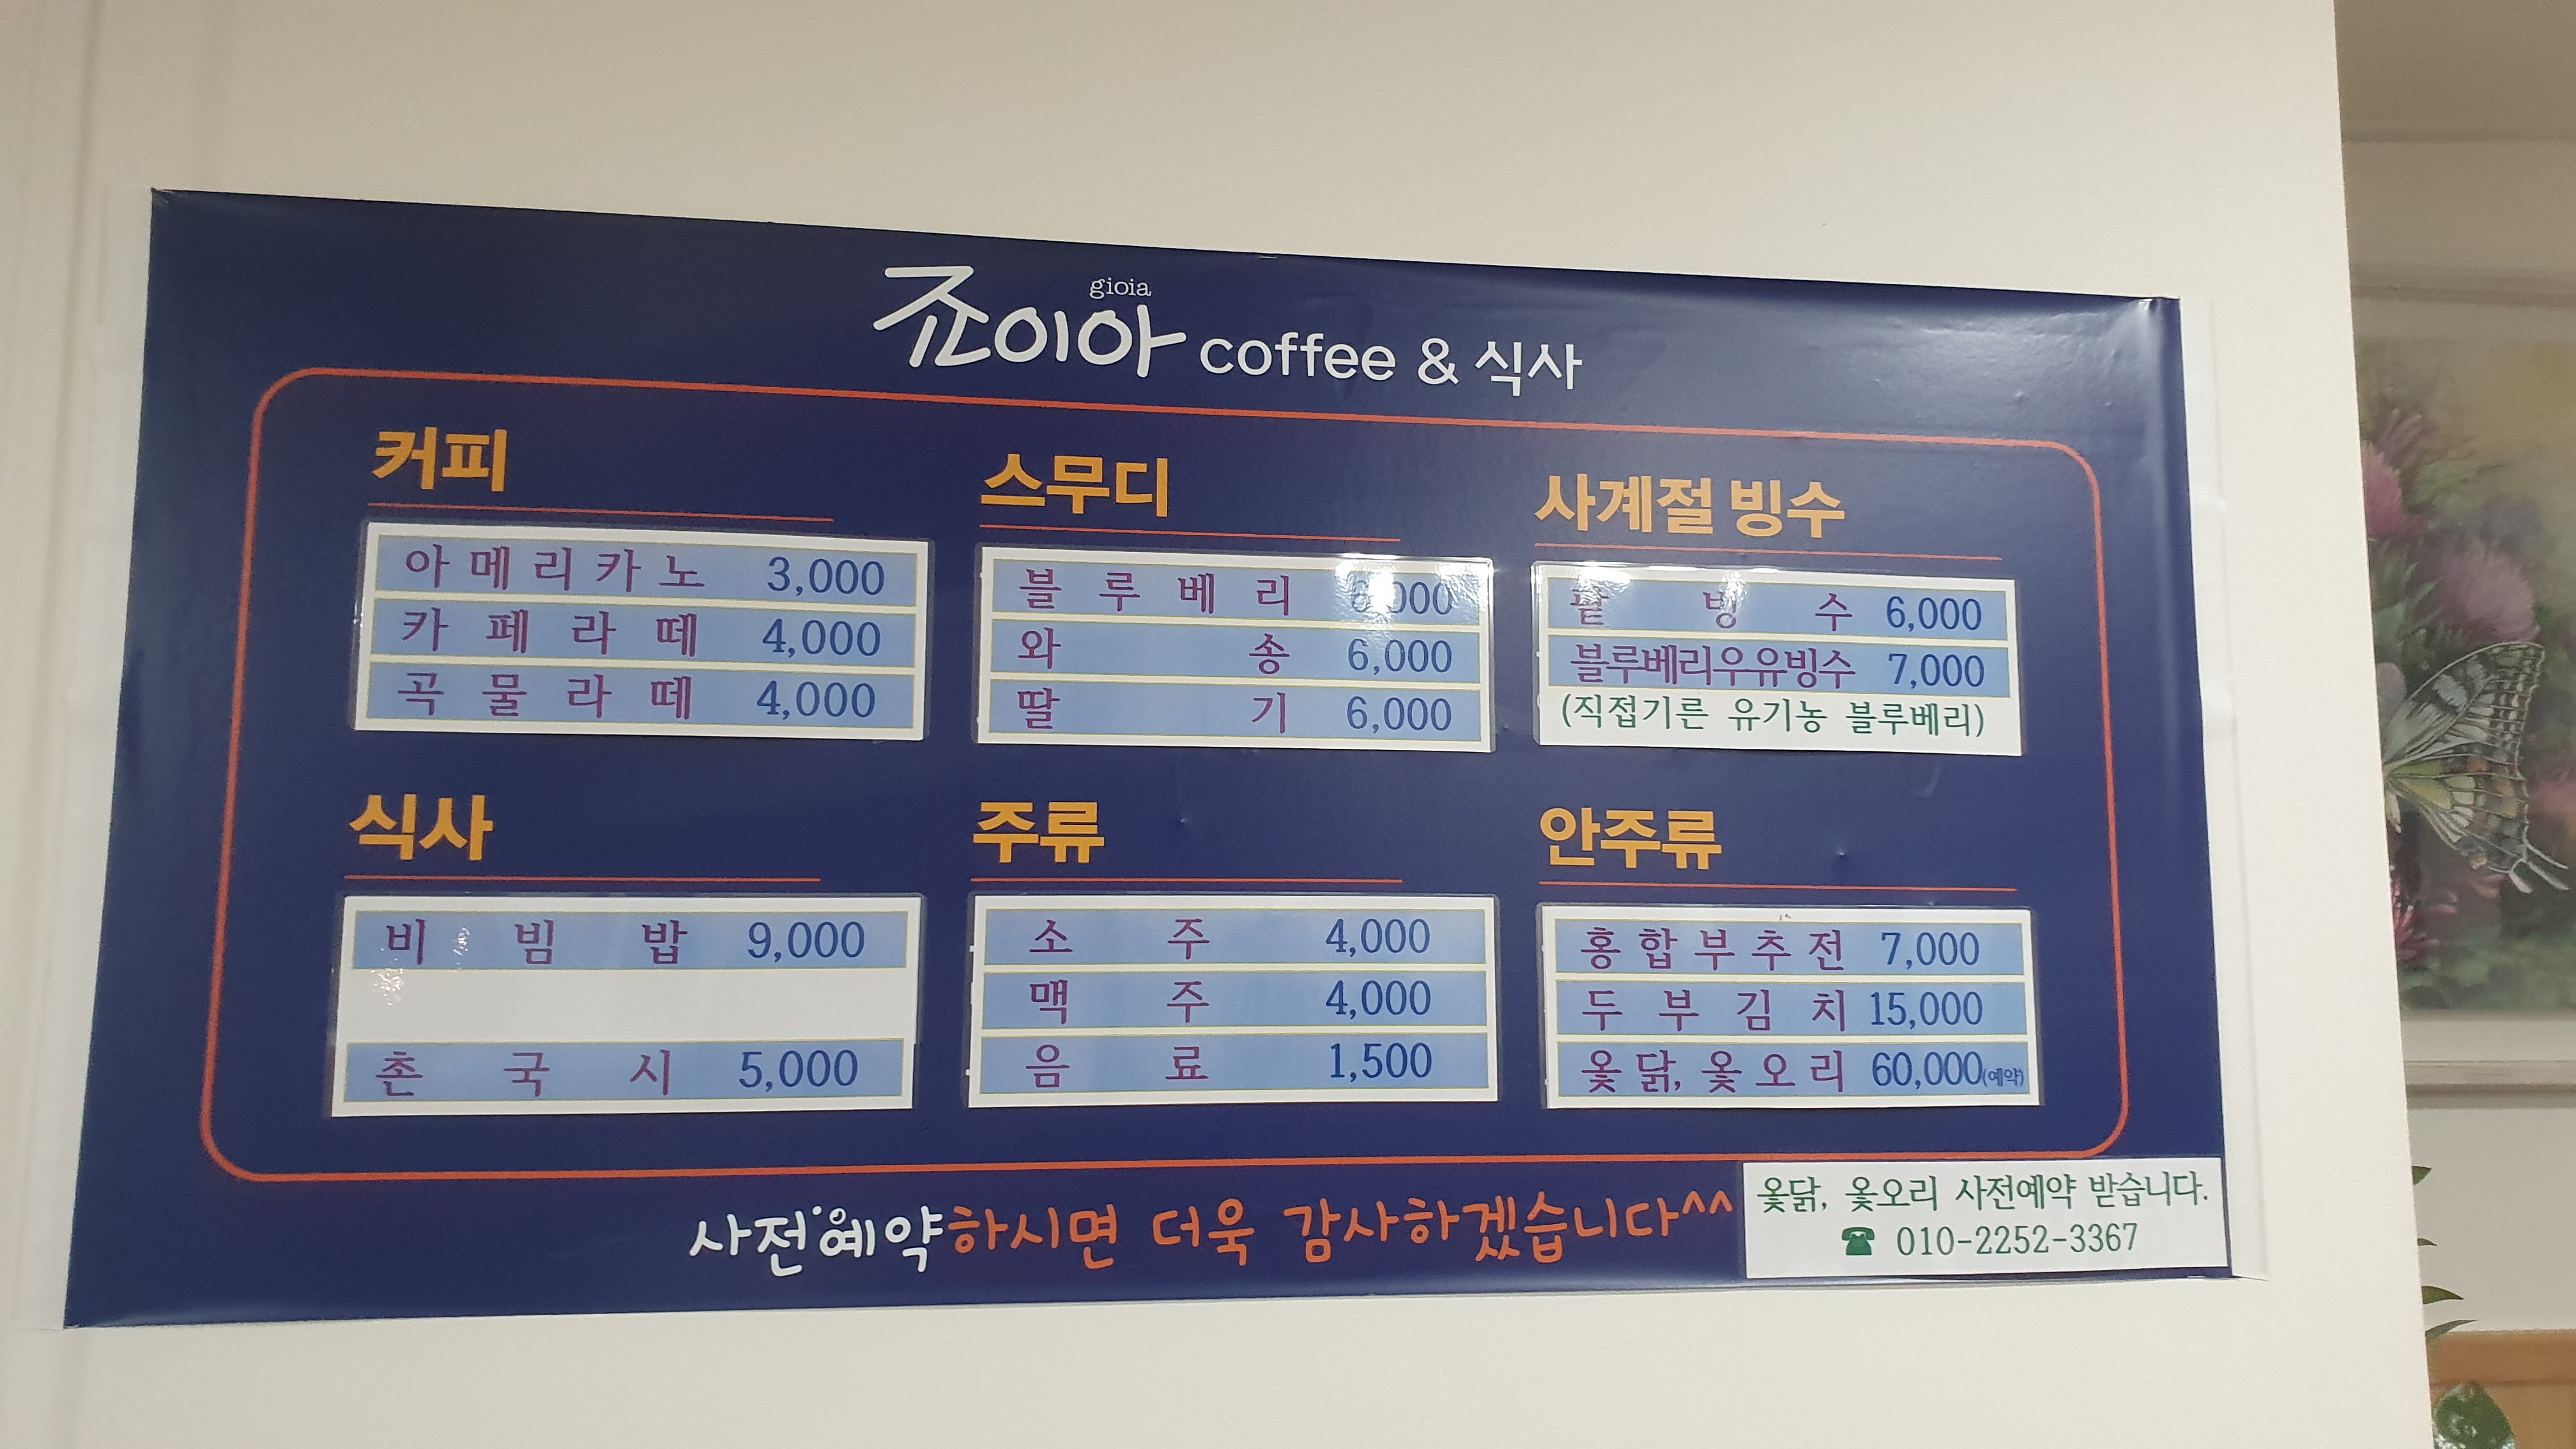 gioia
죠이아 coffee & 식사
커피
아메리카노 3,000
카페라떼 4,000
곡물라떼 4,000
스무디
블루베리 6,000
와송 6,000
딸기 6,000
사계절 빙수
팥빙수 6,000
블루베리우유빙수 7,000
(직접기른 유기농 블루베리)
식사
비빔밥 9,000
촌국시 5,000
주류
소주 4,000
맥주 4,000
음료 1,500
안주류
홍합부추전 7,000
두부김치 15,000
옻닭, 옻오리 60,000(예약)
사전예약하시면 더욱 감사하겠습니다^^
옻닭, 옻오리 사전예약 받습니다.
☎ 010-2252-3367